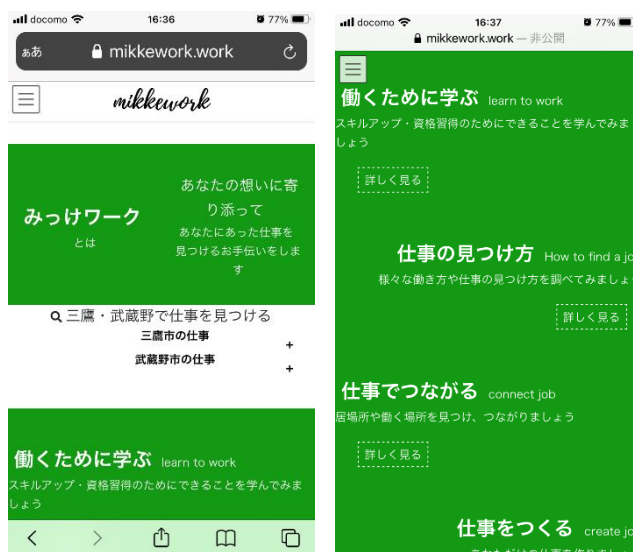 docomo 16:36 77%
ぁあ mikkework.work
mikkework
みっけワーク
とは
あなたの想いに寄
り添って
あなたにあった仕事を
見つけるお手伝いをしま
す
三鷹・武蔵野で仕事を見つける
三鷹市の仕事
+
武蔵野市の仕事
+
働くために学ぶ learn to work
スキルアップ・資格習得のためにできることを学んでみま
しょう
docomo 16:37 77%
mikkework.work — 非公開
働くために学ぶ learn to work
スキルアップ・資格習得のためにできることを学んでみま
しょう
詳しく見る
仕事の見つけ方 How to find a jo
様々な働き方や仕事の見つけ方を調べてみましょ
詳しく見る
仕事でつながる connect job
居場所や働く場所を見つけ、つながりましょう
詳しく見る
仕事をつくる create jo